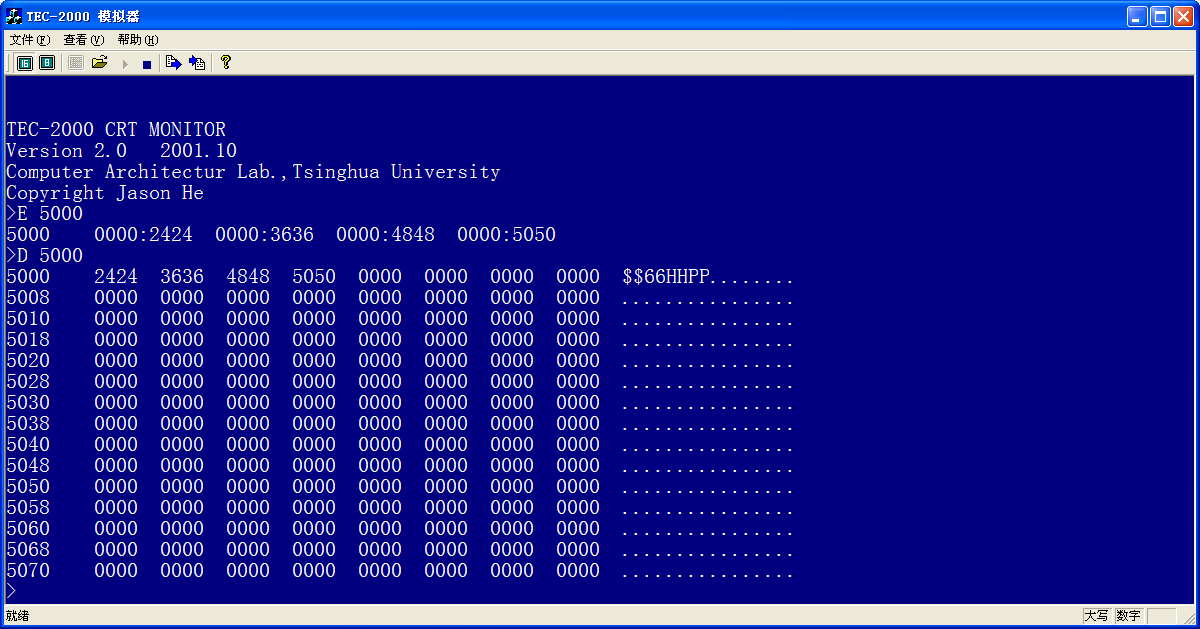 TEC-2000 模拟器
文件(F) 查看(V) 帮助(H)
16 8 ?
TEC-2000 CRT MONITOR
Version 2.0   2001.10
Computer Architectur Lab.,Tsinghua University
Copyright Jason He
>E 5000
5000    0000:2424  0000:3636  0000:4848  0000:5050
>D 5000
5000    2424  3636  4848  5050  0000  0000  0000  0000  $$66HHPP........
5008    0000  0000  0000  0000  0000  0000  0000  0000  ................
5010    0000  0000  0000  0000  0000  0000  0000  0000  ................
5018    0000  0000  0000  0000  0000  0000  0000  0000  ................
5020    0000  0000  0000  0000  0000  0000  0000  0000  ................
5028    0000  0000  0000  0000  0000  0000  0000  0000  ................
5030    0000  0000  0000  0000  0000  0000  0000  0000  ................
5038    0000  0000  0000  0000  0000  0000  0000  0000  ................
5040    0000  0000  0000  0000  0000  0000  0000  0000  ................
5048    0000  0000  0000  0000  0000  0000  0000  0000  ................
5050    0000  0000  0000  0000  0000  0000  0000  0000  ................
5058    0000  0000  0000  0000  0000  0000  0000  0000  ................
5060    0000  0000  0000  0000  0000  0000  0000  0000  ................
5068    0000  0000  0000  0000  0000  0000  0000  0000  ................
5070    0000  0000  0000  0000  0000  0000  0000  0000  ................
>
就绪 大写 数字